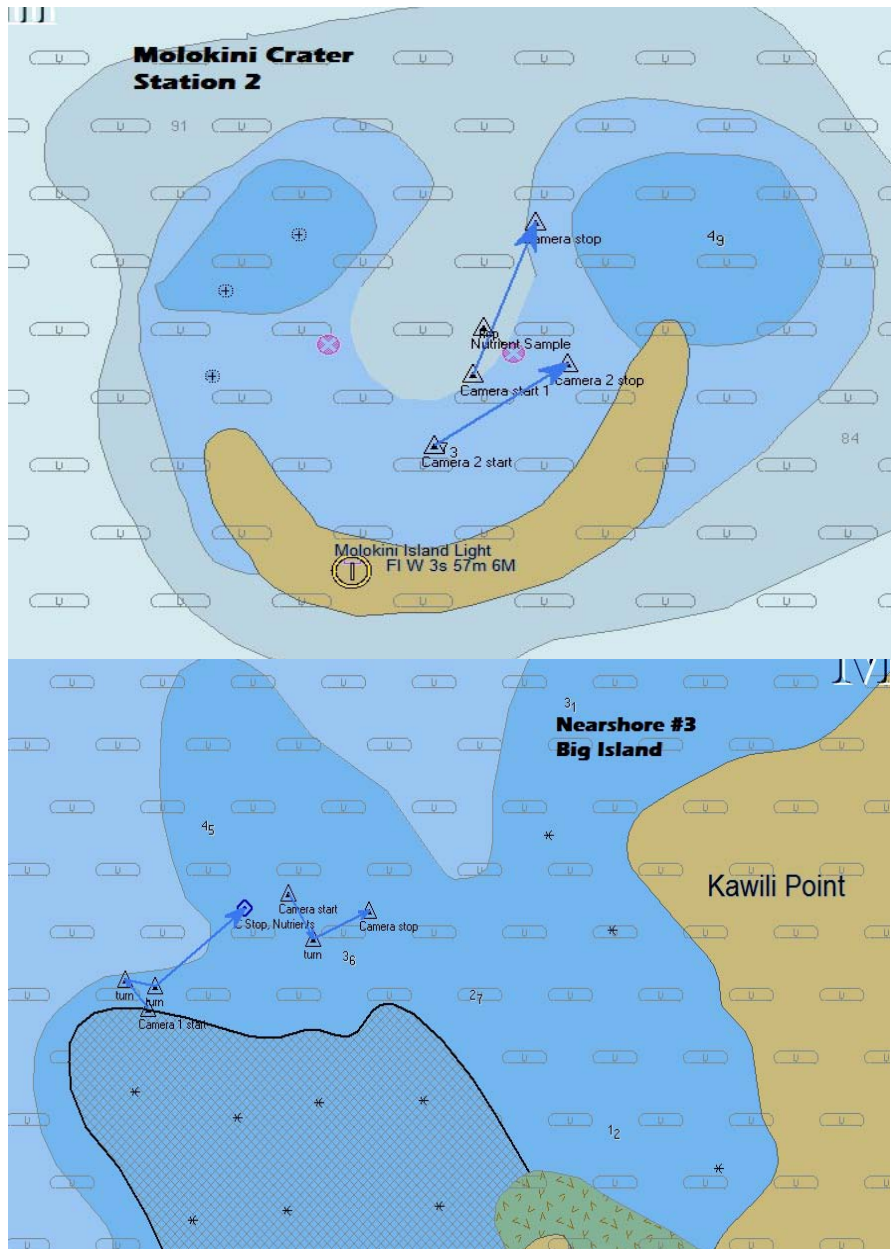 Molokini Crater
Station 2
91
4₉
Camera stop
Nutrient Sample
Camera start 1
camera 2 stop
3
Camera 2 start
84
Molokini Island Light
Fl W 3s 57m 6M
M
3₁
Nearshore #3
Big Island
4₅
Kawili Point
Camera start
C Stop, Nutrients
Camera stop
turn
3₆
turn
turn
2₇
Camera 1 start
1₂